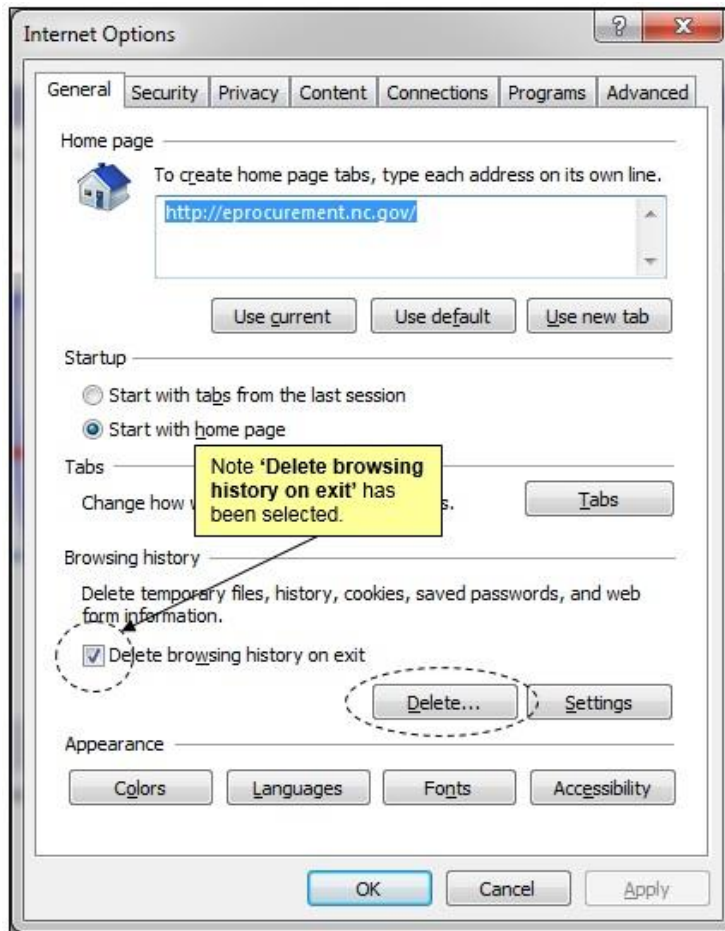 Internet Options
General Security Privacy Content Connections Programs Advanced
Home page
To create home page tabs, type each address on its own line.
http://eprocurement.nc.gov/
Use current Use default Use new tab
Startup
Start with tabs from the last session
Start with home page
Tabs
Note ‘Delete browsing
history on exit’ has
been selected.
Change how s. Tabs
Browsing history
Delete temporary files, history, cookies, saved passwords, and web
form information.
Delete browsing history on exit
Delete... Settings
Appearance
Colors Languages Fonts Accessibility
OK Cancel Apply